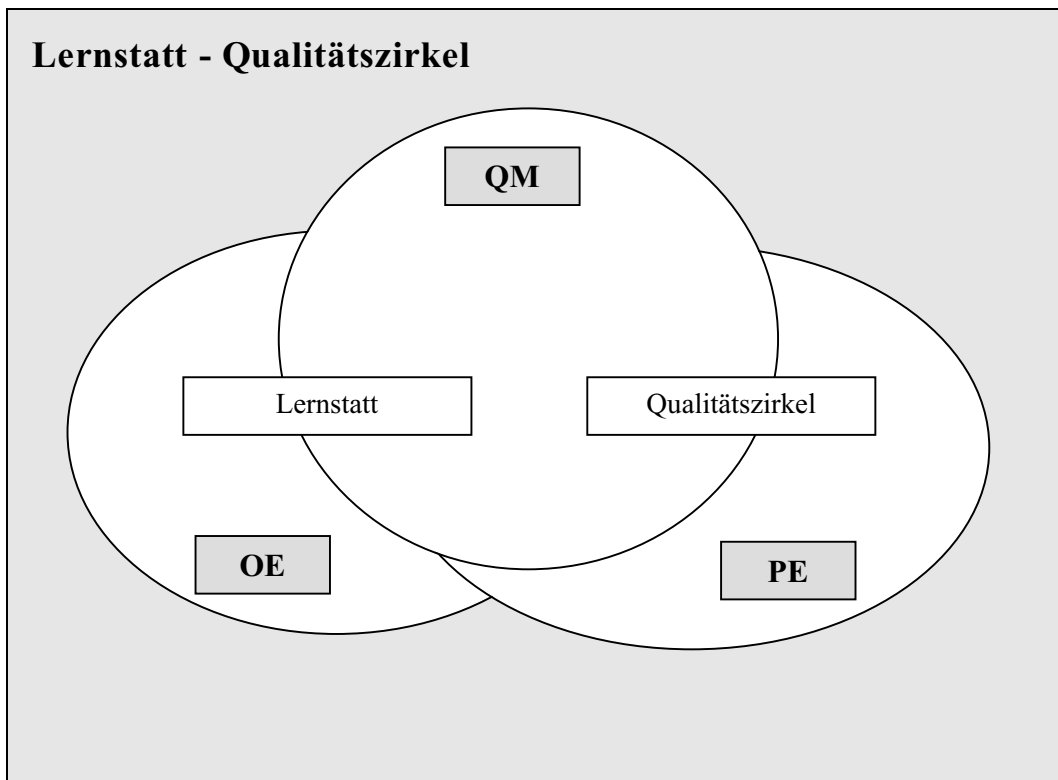 Lernstatt - Qualitätszirkel
QM
Lernstatt
Qualitätszirkel
OE
PE